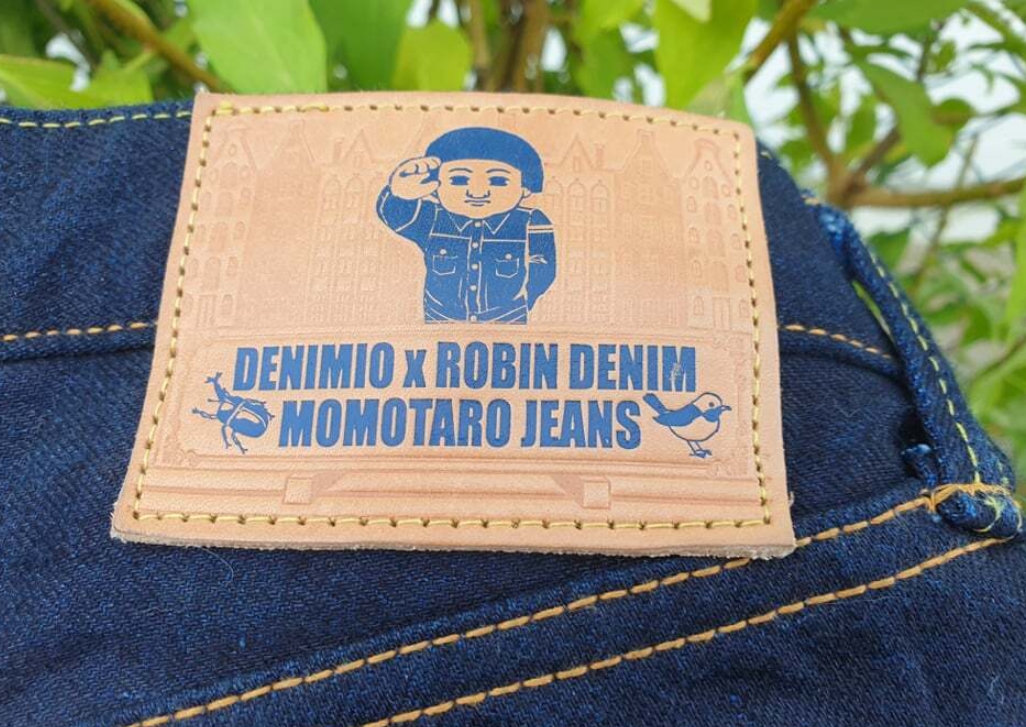 DENIMIO x ROBIN DENIM
MOMOTARO JEANS